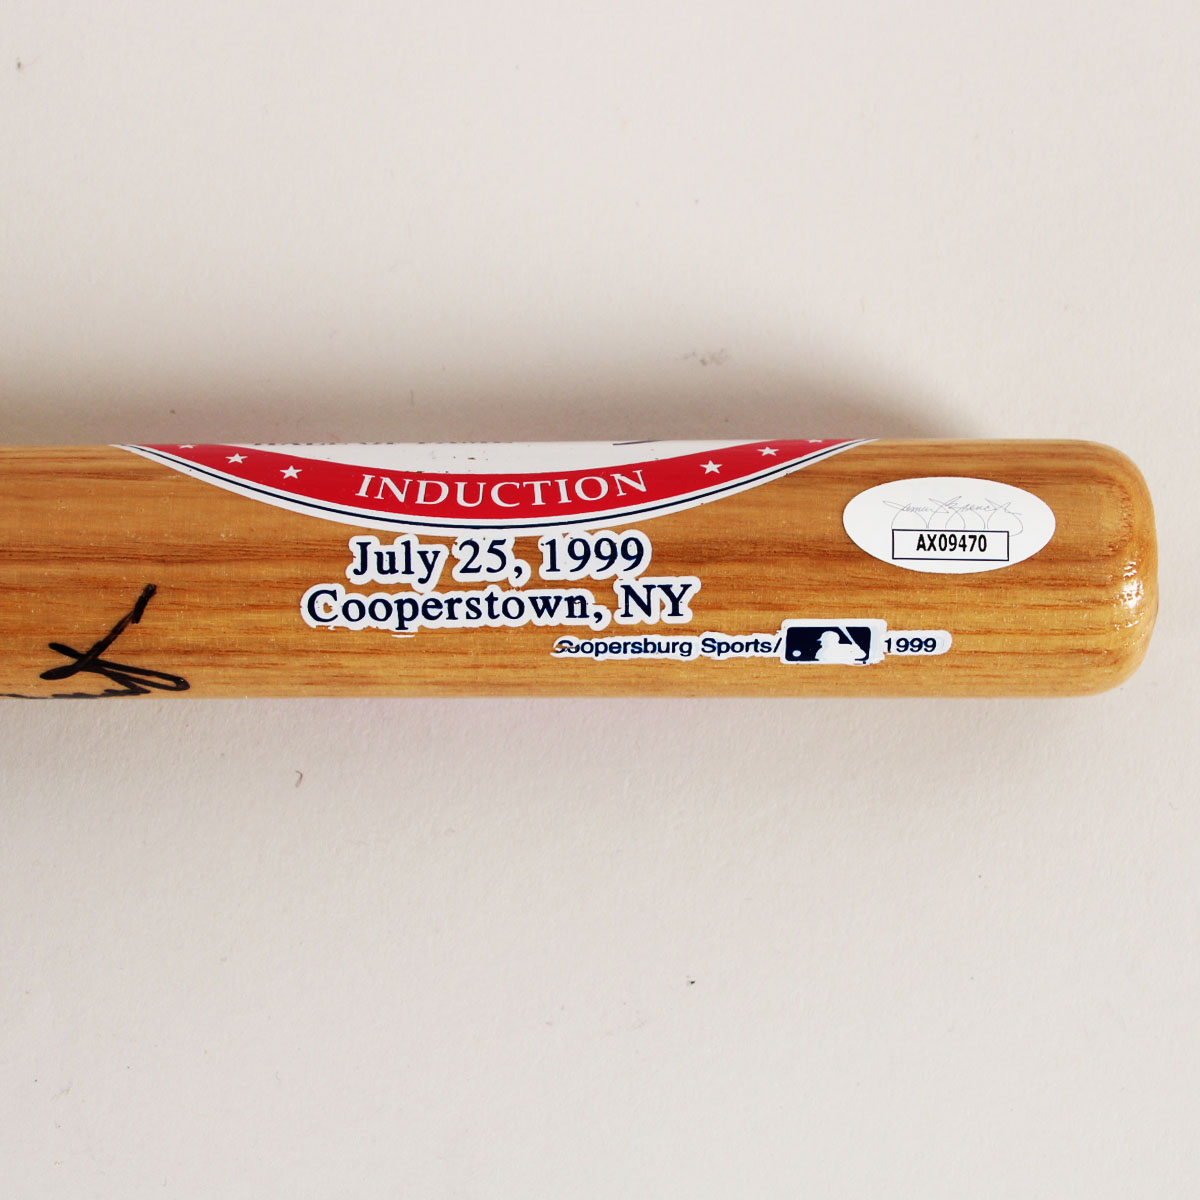 INDUCTION
July 25, 1999
Cooperstown, NY
Coopersburg Sports/ 1999
AX09470